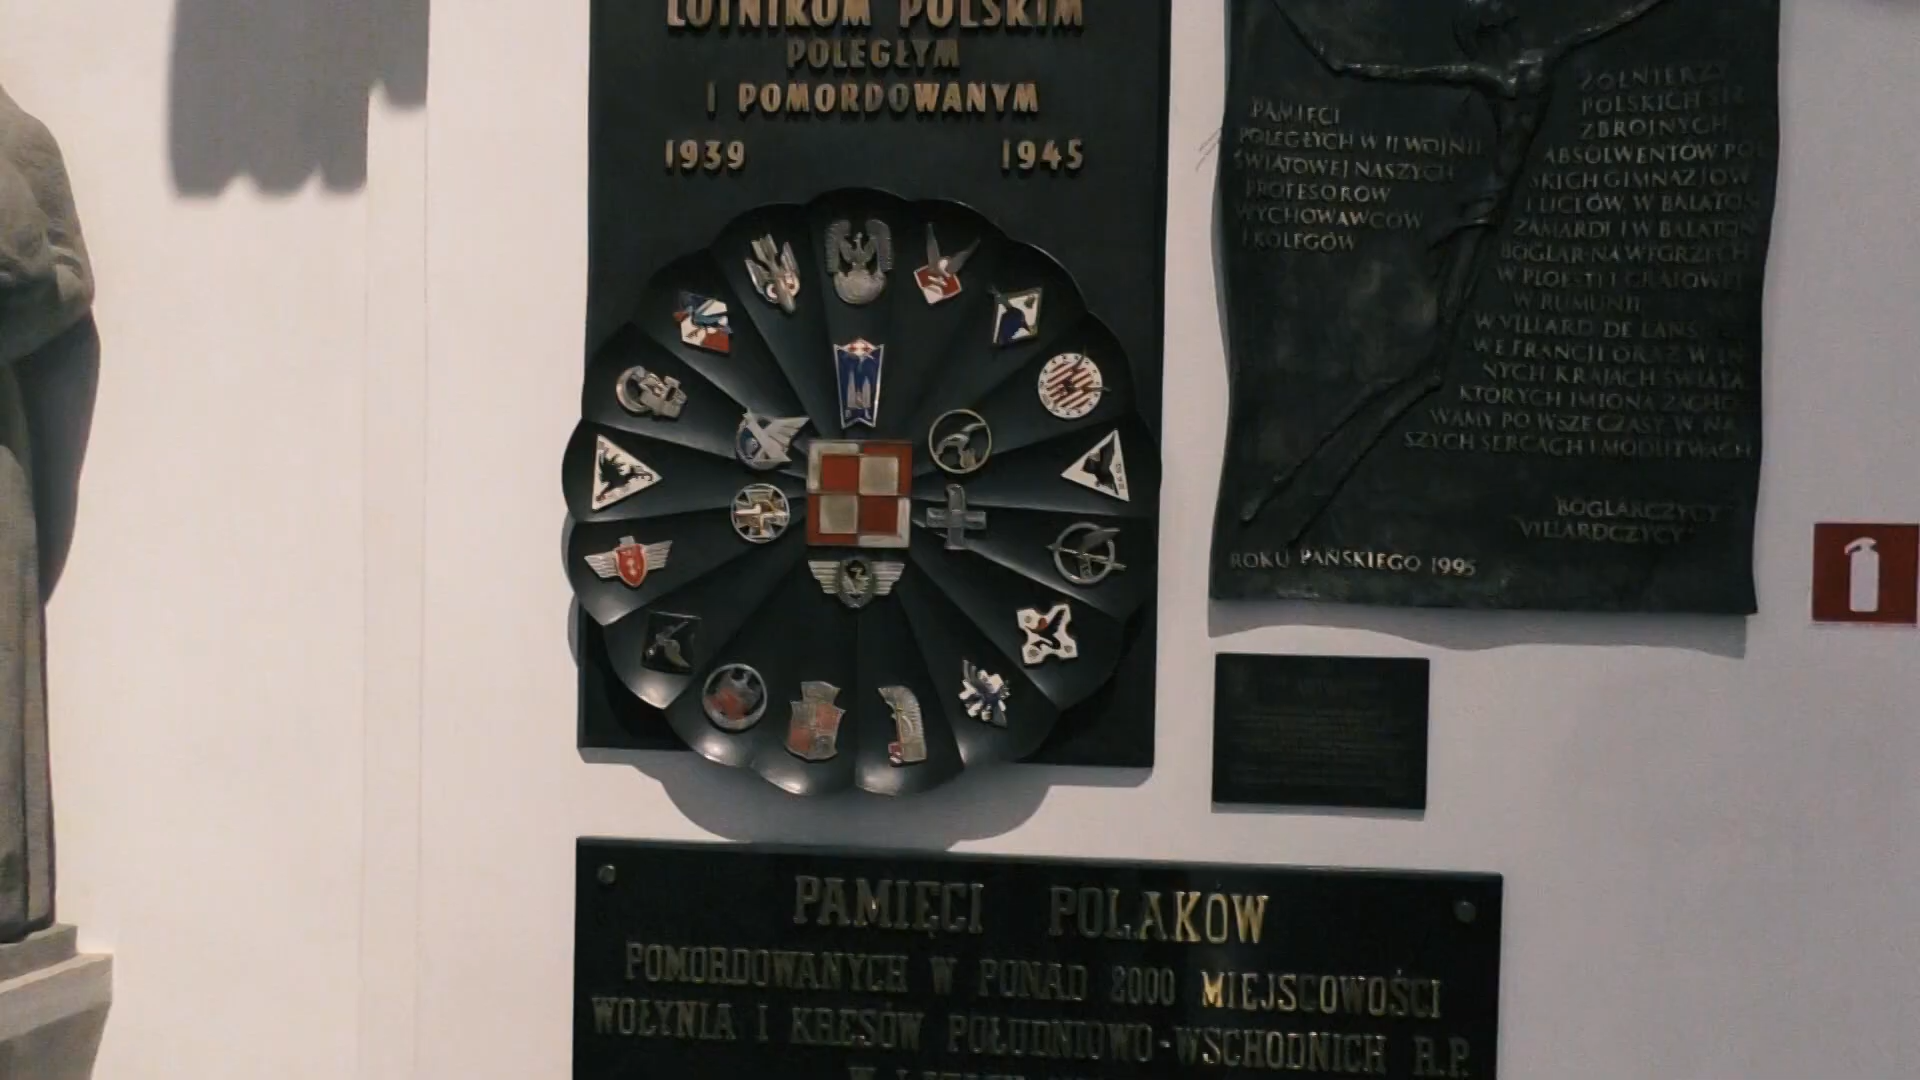 LOTNIKOM POLSKIM
POLEGŁYM
I POMORDOWANYM
1939 1945
PAMIĘCI
POLEGŁYCH W II WOJNIE
ŚWIATOWEJ NASZYCH
PROFESORÓW
WYCHOWAWCÓW
I KOLEGÓW
ŻOŁNIERZY
POLSKICH SIŁ
ZBROJNYCH
ABSOLWENTÓW POL
SKICH GIMNAZJÓW
I LICEÓW, W BALATON
ZAMARDI I W BALATON
BOGLAR NA WĘGRZECH
W PLOESTI I CRAIOWEJ
W RUMUNII
W VILLARD DE LANS
WE FRANCJI ORAZ W IN
NYCH KRAJACH ŚWIATA
KTÓRYCH IMIONA ZACHO
WAMY PO WSZE CZASY W NA
SZYCH SERCACH I MODLITWACH
"BOGLARCZYCY"
"VILLARDCZYCY"
ROKU PAŃSKIEGO 1995
PAMIĘCI POLAKÓW
POMORDOWANYCH W PONAD 2000 MIEJSCOWOŚCI
WOŁYNIA I KRESÓW POŁUDNIOWO-WSCHODNICH R.P.